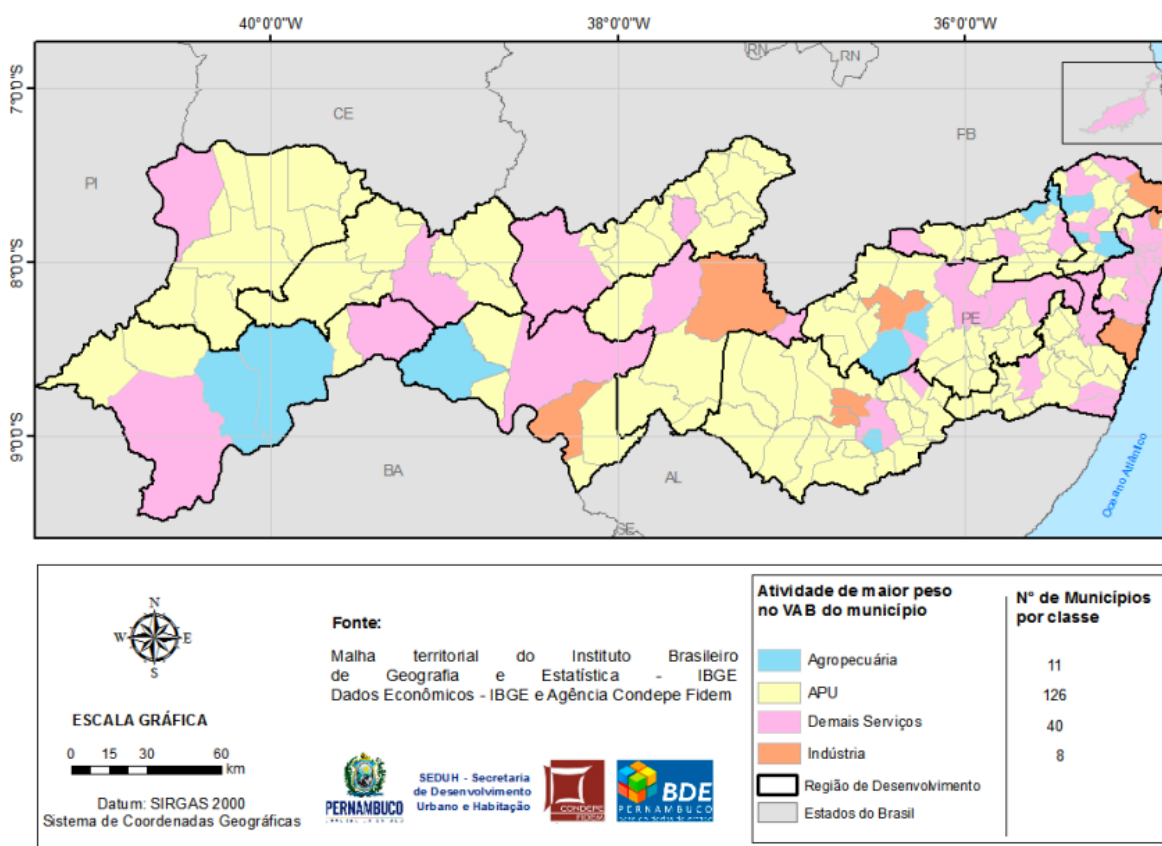 40°0'0"W
38°0'0"W
36°0'0"W
7°0'0"S
8°0'0"S
9°0'0"S
RN
RN
CE
PB
PI
PE
BA
AL
SE
Oceano Atlântico
N
W
E
S
ESCALA GRÁFICA
0 15 30 60
km
Datum: SIRGAS 2000
Sistema de Coordenadas Geográficas
Fonte:
Malha territorial do Instituto Brasileiro
de Geografia e Estatística - IBGE
Dados Econômicos - IBGE e Agência Condepe Fidem
PERNAMBUCO
SEDUH - Secretaria
de Desenvolvimento
Urbano e Habitação
CONDEPE
FIDEM
BDE
PERNAMBUCO
Atividade de maior peso
no VAB do município
Agropecuária
APU
Demais Serviços
Indústria
Região de Desenvolvimento
Estados do Brasil
N° de Municípios
por classe
11
126
40
8